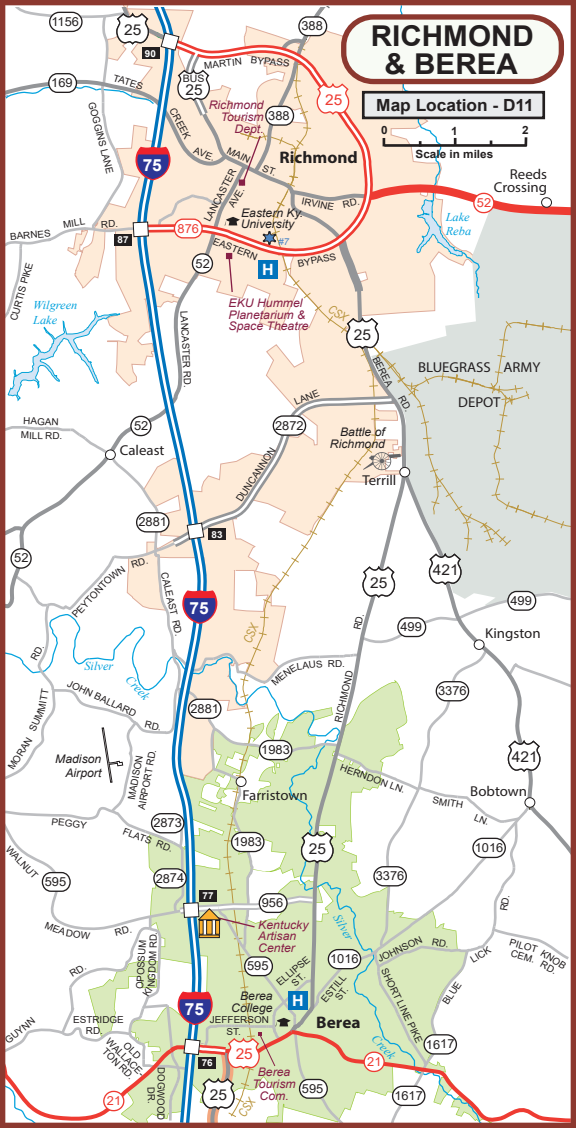 RICHMOND
& BEREA
Map Location - D11
0 1 2
Scale in miles
1156
25
90
388
MARTIN BYPASS
169
TATES
CREEK
AVE.
BUS
25
25
GOGGINS LANE
Richmond
Tourism
Dept.
388
75
MAIN ST.
Richmond
Reeds
Crossing
LANCASTER
AVE.
IRVINE RD.
52
BARNES MILL RD.
87
876
Eastern Ky.
University
#7
Lake
Reba
EASTERN BYPASS
H
52
CURTIS PIKE
EKU Hummel
Planetarium &
Space Theatre
CSX
Wilgreen
Lake
LANCASTER RD.
25
BEREA RD.
BLUEGRASS ARMY
DEPOT
LANE
2872
DUNCANNON
HAGAN
MILL RD.
52
Caleast
Battle of
Richmond
Terrill
2881
83
52
PEYTONTOWN RD.
CALEAST RD.
75
25
421
499
499
CSX
RD.
Kingston
Silver
Creek
MENELAUS RD.
3376
MORAN SUMMITT
RD.
JOHN BALLARD RD.
2881
RICHMOND
1983
421
Madison
Airport
MADISON
AIRPORT RD.
HERNDON LN.
Farristown
SMITH LN.
Bobtown
PEGGY
FLATS RD.
2873
1983
25
1016
WALNUT
595
2874
3376
77
956
MEADOW RD.
Kentucky
Artisan
Center
Silver
RD.
JOHNSON RD.
PILOT KNOB
CEM. RD.
OPOSSUM
KINGDOM RD.
595
1016
LICK
RD.
ELLIPSE
ST.
ESTILL
ST.
SHORT LINE PIKE
BLUE
75
Berea
College
H
GUYNN
ESTRIDGE
RD.
JEFFERSON
ST.
Berea
OLD
WALLACE-
TON RD.
76
25
Creek
1617
21
DOGWOOD
DR.
Berea
Tourism
Com.
21
25
CSX
595
1617